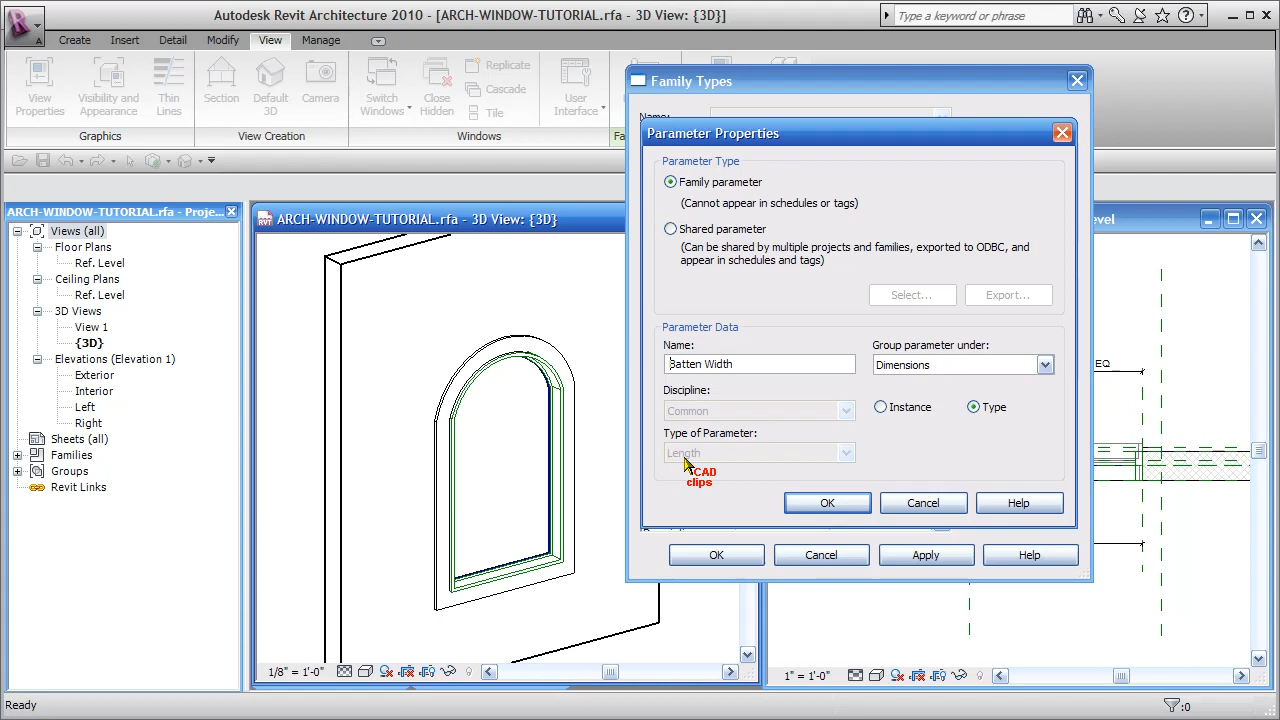 Autodesk Revit Architecture 2010 - [ARCH-WINDOW-TUTORIAL.rfa - 3D View: {3D}]
Type a keyword or phrase
Create Insert Detail Modify View Manage
View Properties
Visibility and Appearance
Thin Lines
Section
Default 3D
Camera
Switch Windows
Close Hidden
Replicate
Cascade
Tile
User Interface
Graphics
View Creation
Windows
ARCH-WINDOW-TUTORIAL.rfa - Proje...
Views (all)
Floor Plans
Ref. Level
Ceiling Plans
Ref. Level
3D Views
View 1
{3D}
Elevations (Elevation 1)
Exterior
Interior
Left
Right
Sheets (all)
Families
Groups
Revit Links
ARCH-WINDOW-TUTORIAL.rfa - 3D View: {3D}
1/8" = 1'-0"
Family Types
Name:
Parameter Properties
Parameter Type
Family parameter
(Cannot appear in schedules or tags)
Shared parameter
(Can be shared by multiple projects and families, exported to ODBC, and
appear in schedules and tags)
Select...
Export...
Parameter Data
Name:
Batten Width
Group parameter under:
Dimensions
Discipline:
Common
Instance
Type
Type of Parameter:
Length
CAD
clips
OK
Cancel
Help
OK
Cancel
Apply
Help
EQ
1" = 1'-0"
Ready
:0